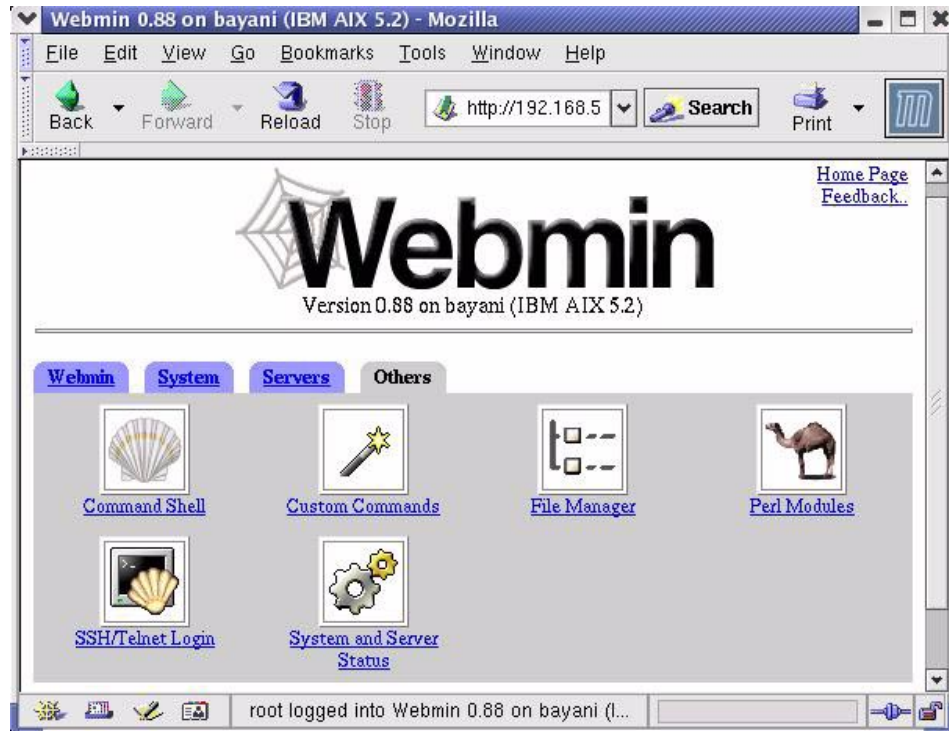 Webmin 0.88 on bayani (IBM AIX 5.2) - Mozilla
File Edit View Go Bookmarks Tools Window Help
Back Forward Reload Stop http://192.168.5 Search Print
Home Page
Feedback..
Webmin
Version 0.88 on bayani (IBM AIX 5.2)
Webmin System Servers Others
Command Shell Custom Commands File Manager Perl Modules
SSH/Telnet Login System and Server
Status
root logged into Webmin 0.88 on bayani (I...